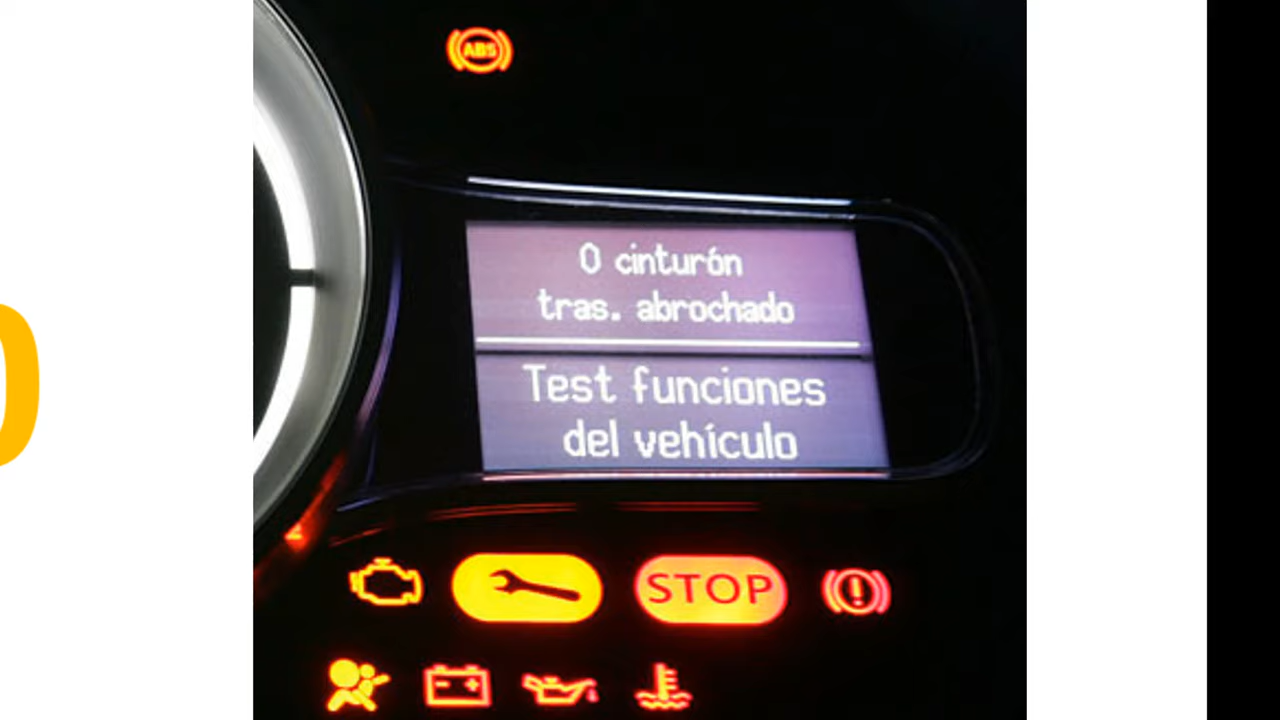 ABS
0 cinturón
tras. abrochado
Test funciones
del vehículo
STOP